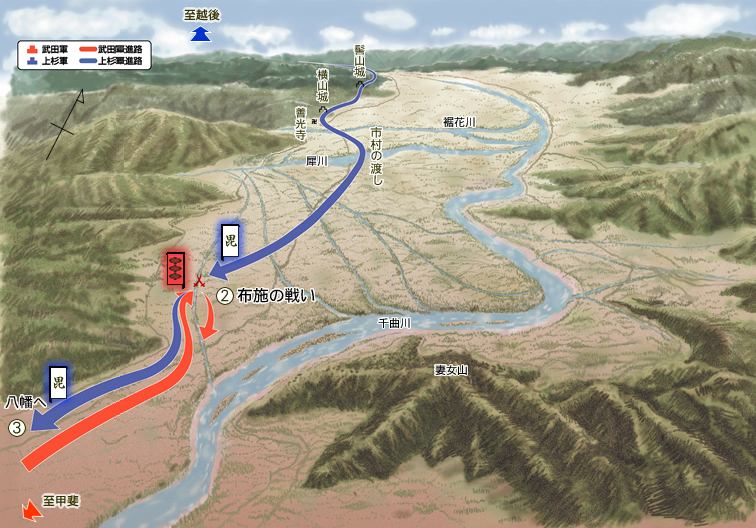 至越後
武田軍 武田軍進路
上杉軍 上杉軍進路
髻山城
横山城
善光寺
裾花川
市村の渡し
犀川
毘
② 布施の戦い
千曲川
妻女山
毘
八幡へ
③
至甲斐